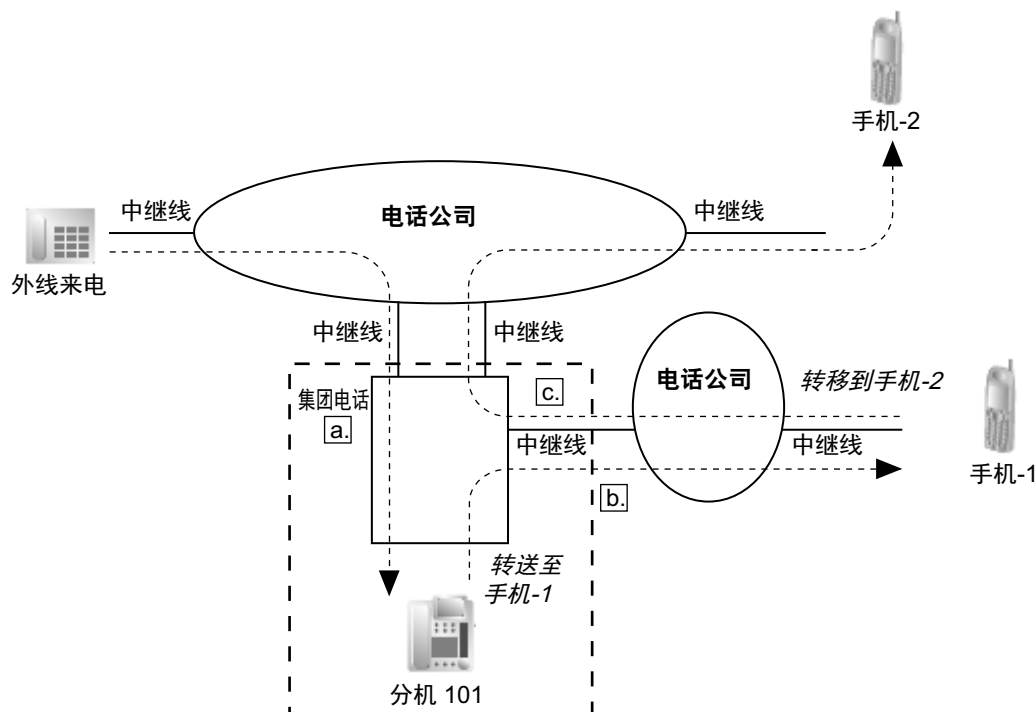 手机-2
中继线
电话公司
中继线
外线来电
中继线
中继线
电话公司
转移到手机-2
集团电话
a.
c.
中继线
中继线
手机-1
b.
转送至
手机-1
分机 101